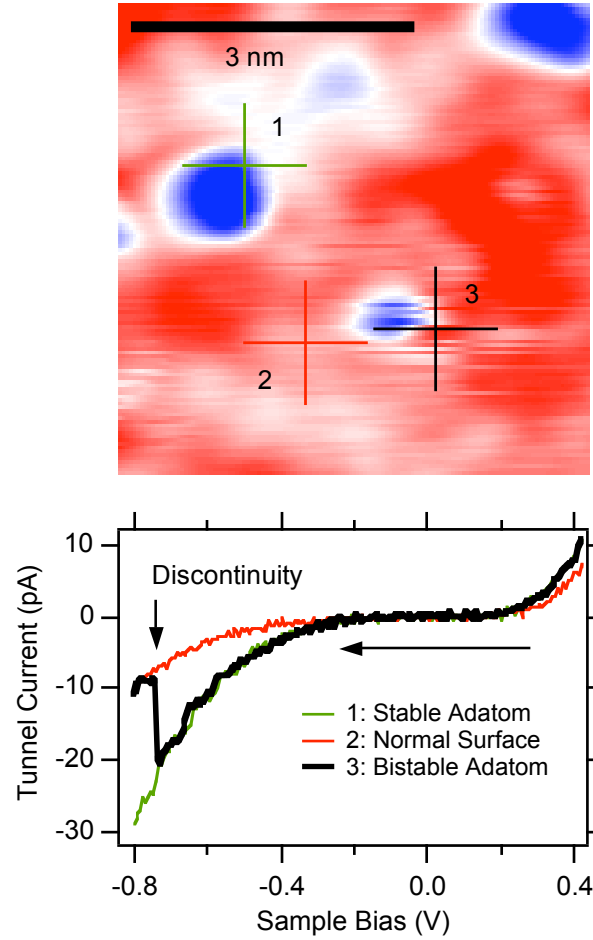 3 nm
1
3
2
10
0
-10
-20
-30
Tunnel Current (pA)
Discontinuity
1: Stable Adatom
2: Normal Surface
3: Bistable Adatom
-0.8
-0.4
0.0
0.4
Sample Bias (V)